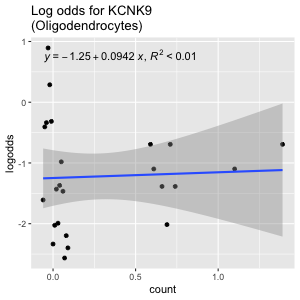 Log odds for KCNK9
(Oligodendrocytes)
y = −1.25 + 0.0942 x, R² < 0.01
1
0
-1
-2
logodds
0.0 0.5 1.0
count